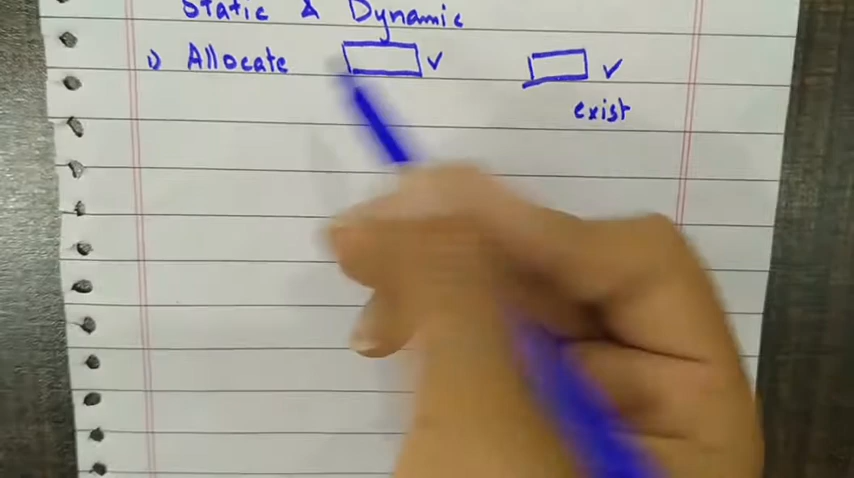 Static & Dynamic
1) Allocate ✓ ✓
exist